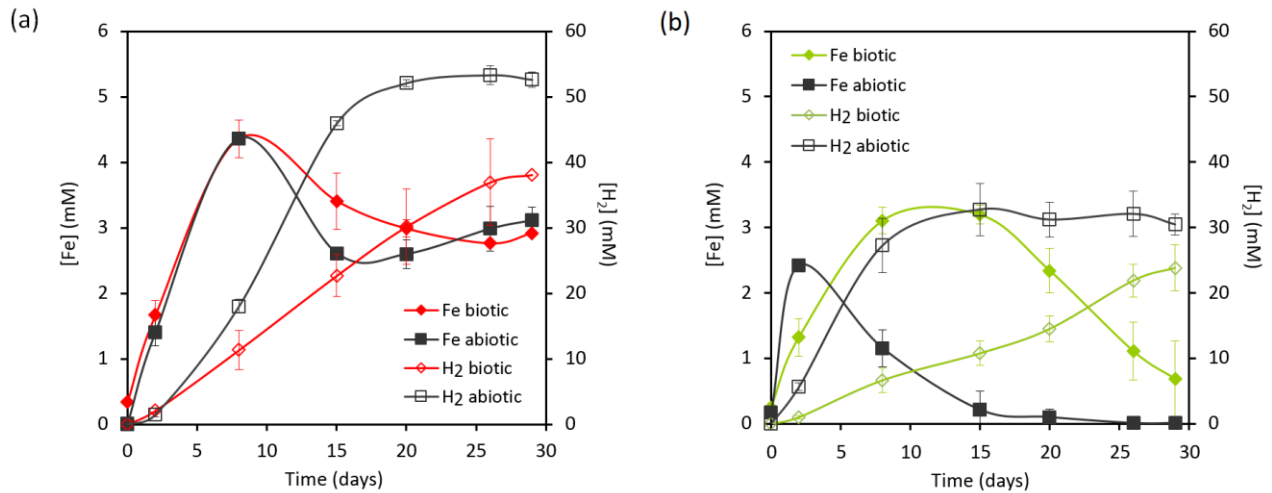 (a)
6
5
4
3
2
1
0
[Fe] (mM)
60
50
40
30
20
10
0
[H₂] (mM)
0 5 10 15 20 25 30
Time (days)
Fe biotic
Fe abiotic
H2 biotic
H2 abiotic
(b)
6
5
4
3
2
1
0
[Fe] (mM)
60
50
40
30
20
10
0
[H₂] (mM)
0 5 10 15 20 25 30
Time (days)
Fe biotic
Fe abiotic
H2 biotic
H2 abiotic